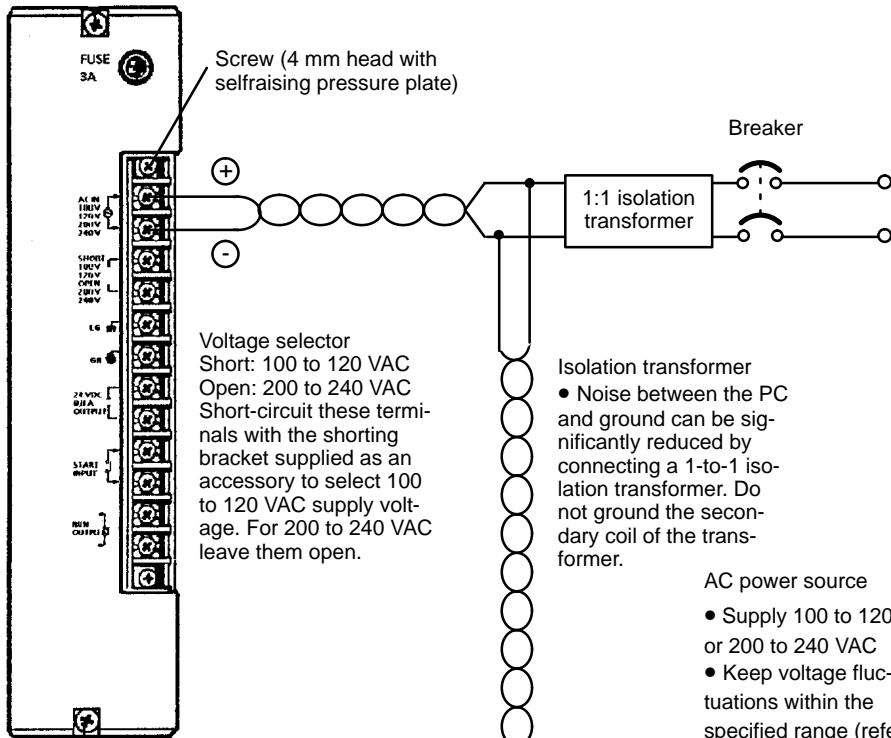 FUSE
3A
Screw (4 mm head with
selfraising pressure plate)
Breaker
+
-
1:1 isolation
transformer
AC IN
100V
120V
200V
240V
SHORT
100V
120V
OPEN
200V
240V
LG
GR
24 VDC
OUTPUT
START
INPUT
RUN
OUTPUT
Voltage selector
Short: 100 to 120 VAC
Open: 200 to 240 VAC
Short-circuit these termi-
nals with the shorting
bracket supplied as an
accessory to select 100
to 120 VAC supply volt-
age. For 200 to 240 VAC
leave them open.
Isolation transformer
● Noise between the PC
and ground can be sig-
nificantly reduced by
connecting a 1-to-1 iso-
lation transformer. Do
not ground the secon-
dary coil of the trans-
former.
AC power source
● Supply 100 to 120
or 200 to 240 VAC
● Keep voltage fluc-
tuations within the
specified range (refe